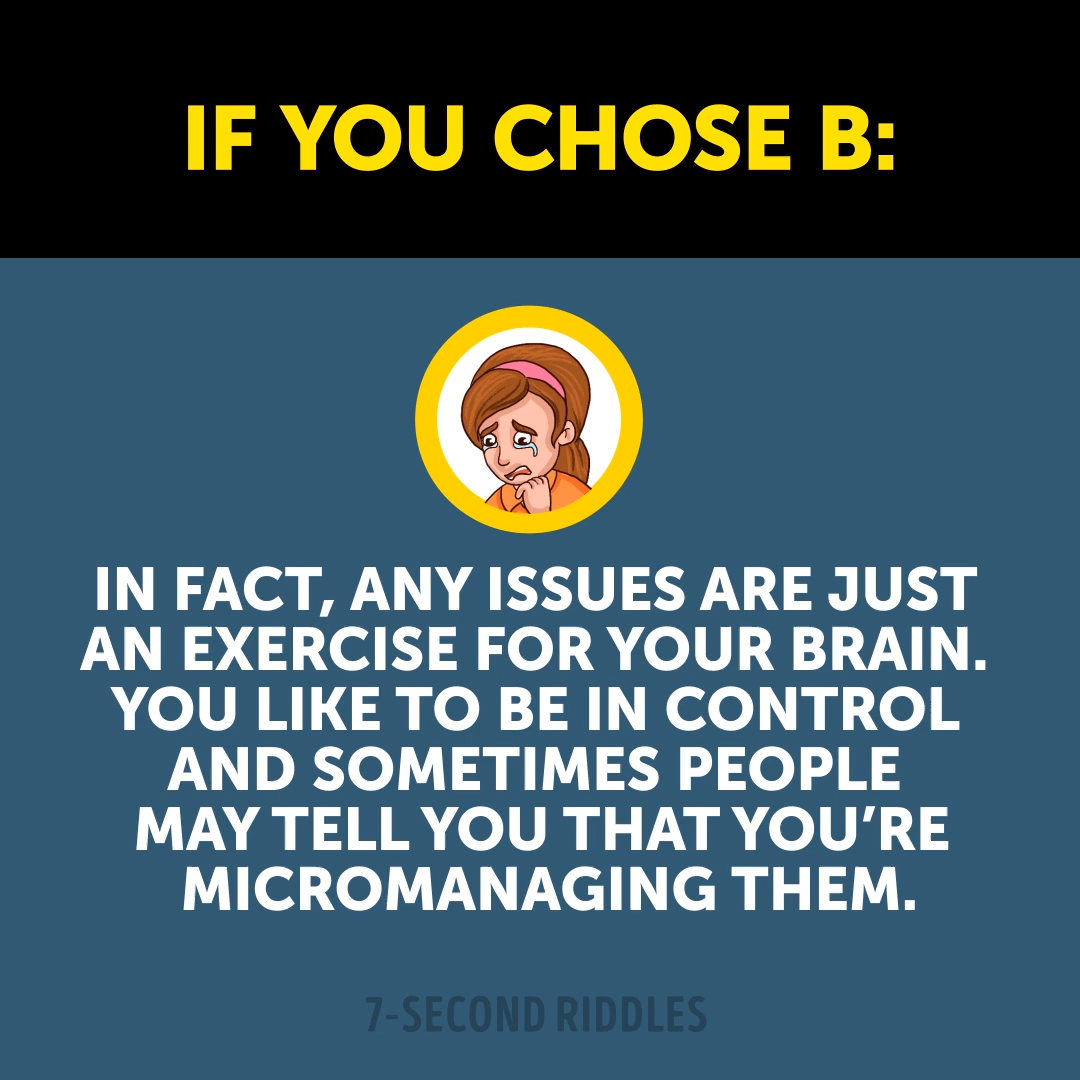 IF YOU CHOSE B:
IN FACT, ANY ISSUES ARE JUST
AN EXERCISE FOR YOUR BRAIN.
YOU LIKE TO BE IN CONTROL
AND SOMETIMES PEOPLE
MAY TELL YOU THAT YOU’RE
MICROMANAGING THEM.
7-SECOND RIDDLES